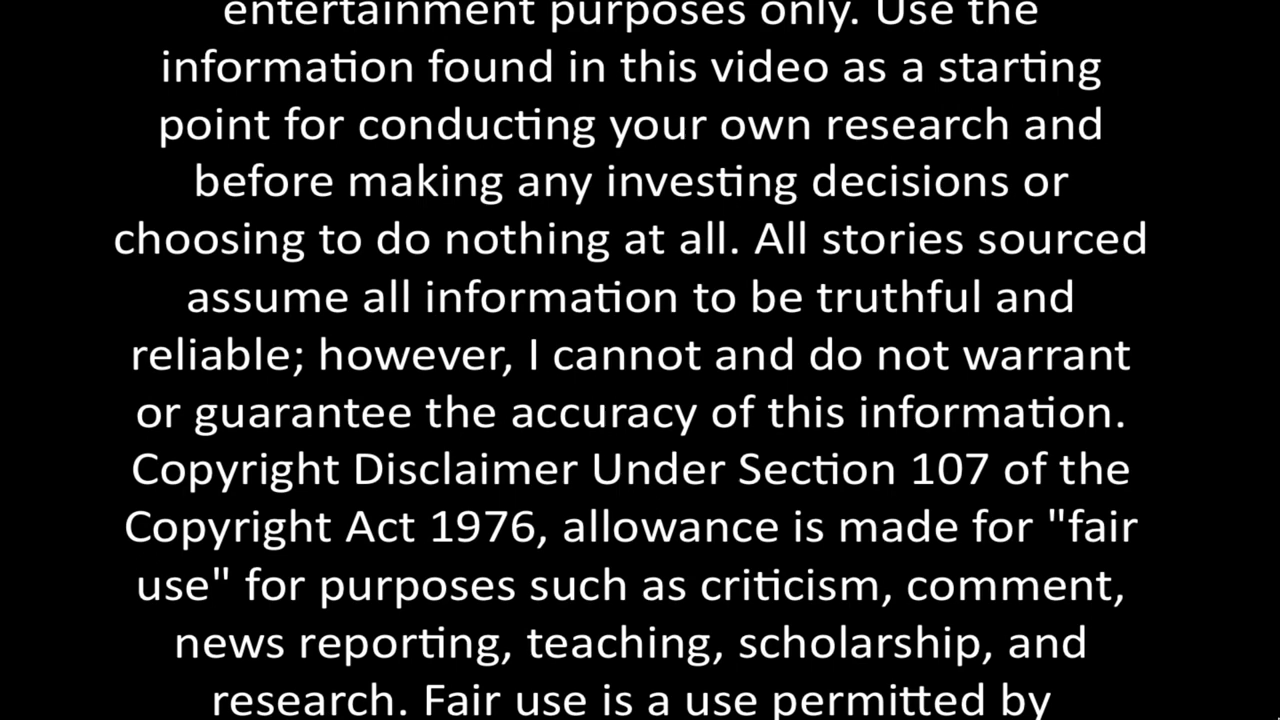 entertainment purposes only. Use the
information found in this video as a starting
point for conducting your own research and
before making any investing decisions or
choosing to do nothing at all. All stories sourced
assume all information to be truthful and
reliable; however, I cannot and do not warrant
or guarantee the accuracy of this information.
Copyright Disclaimer Under Section 107 of the
Copyright Act 1976, allowance is made for "fair
use" for purposes such as criticism, comment,
news reporting, teaching, scholarship, and
research. Fair use is a use permitted by